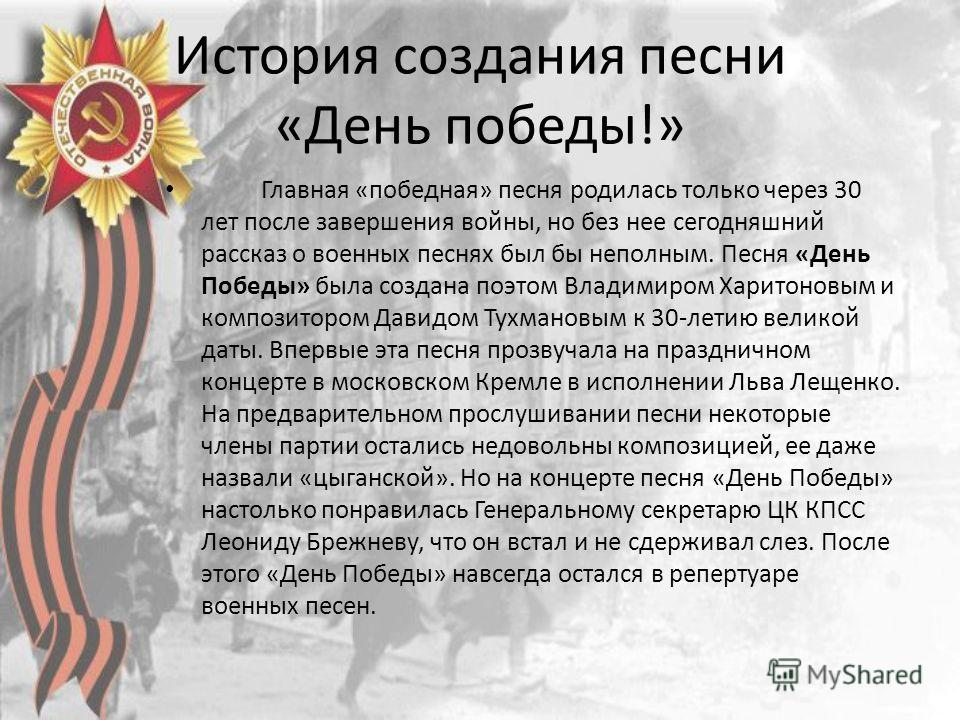 История создания песни
«День победы!»
ОТЕЧЕСТВЕННАЯ ВОЙНА
• Главная «победная» песня родилась только через 30
лет после завершения войны, но без нее сегодняшний
рассказ о военных песнях был бы неполным. Песня «День
Победы» была создана поэтом Владимиром Харитоновым и
композитором Давидом Тухмановым к 30-летию великой
даты. Впервые эта песня прозвучала на праздничном
концерте в московском Кремле в исполнении Льва Лещенко.
На предварительном прослушивании песни некоторые
члены партии остались недовольны композицией, ее даже
назвали «цыганской». Но на концерте песня «День Победы»
настолько понравилась Генеральному секретарю ЦК КПСС
Леониду Брежневу, что он встал и не сдерживал слез. После
этого «День Победы» навсегда остался в репертуаре
военных песен.
MyShared